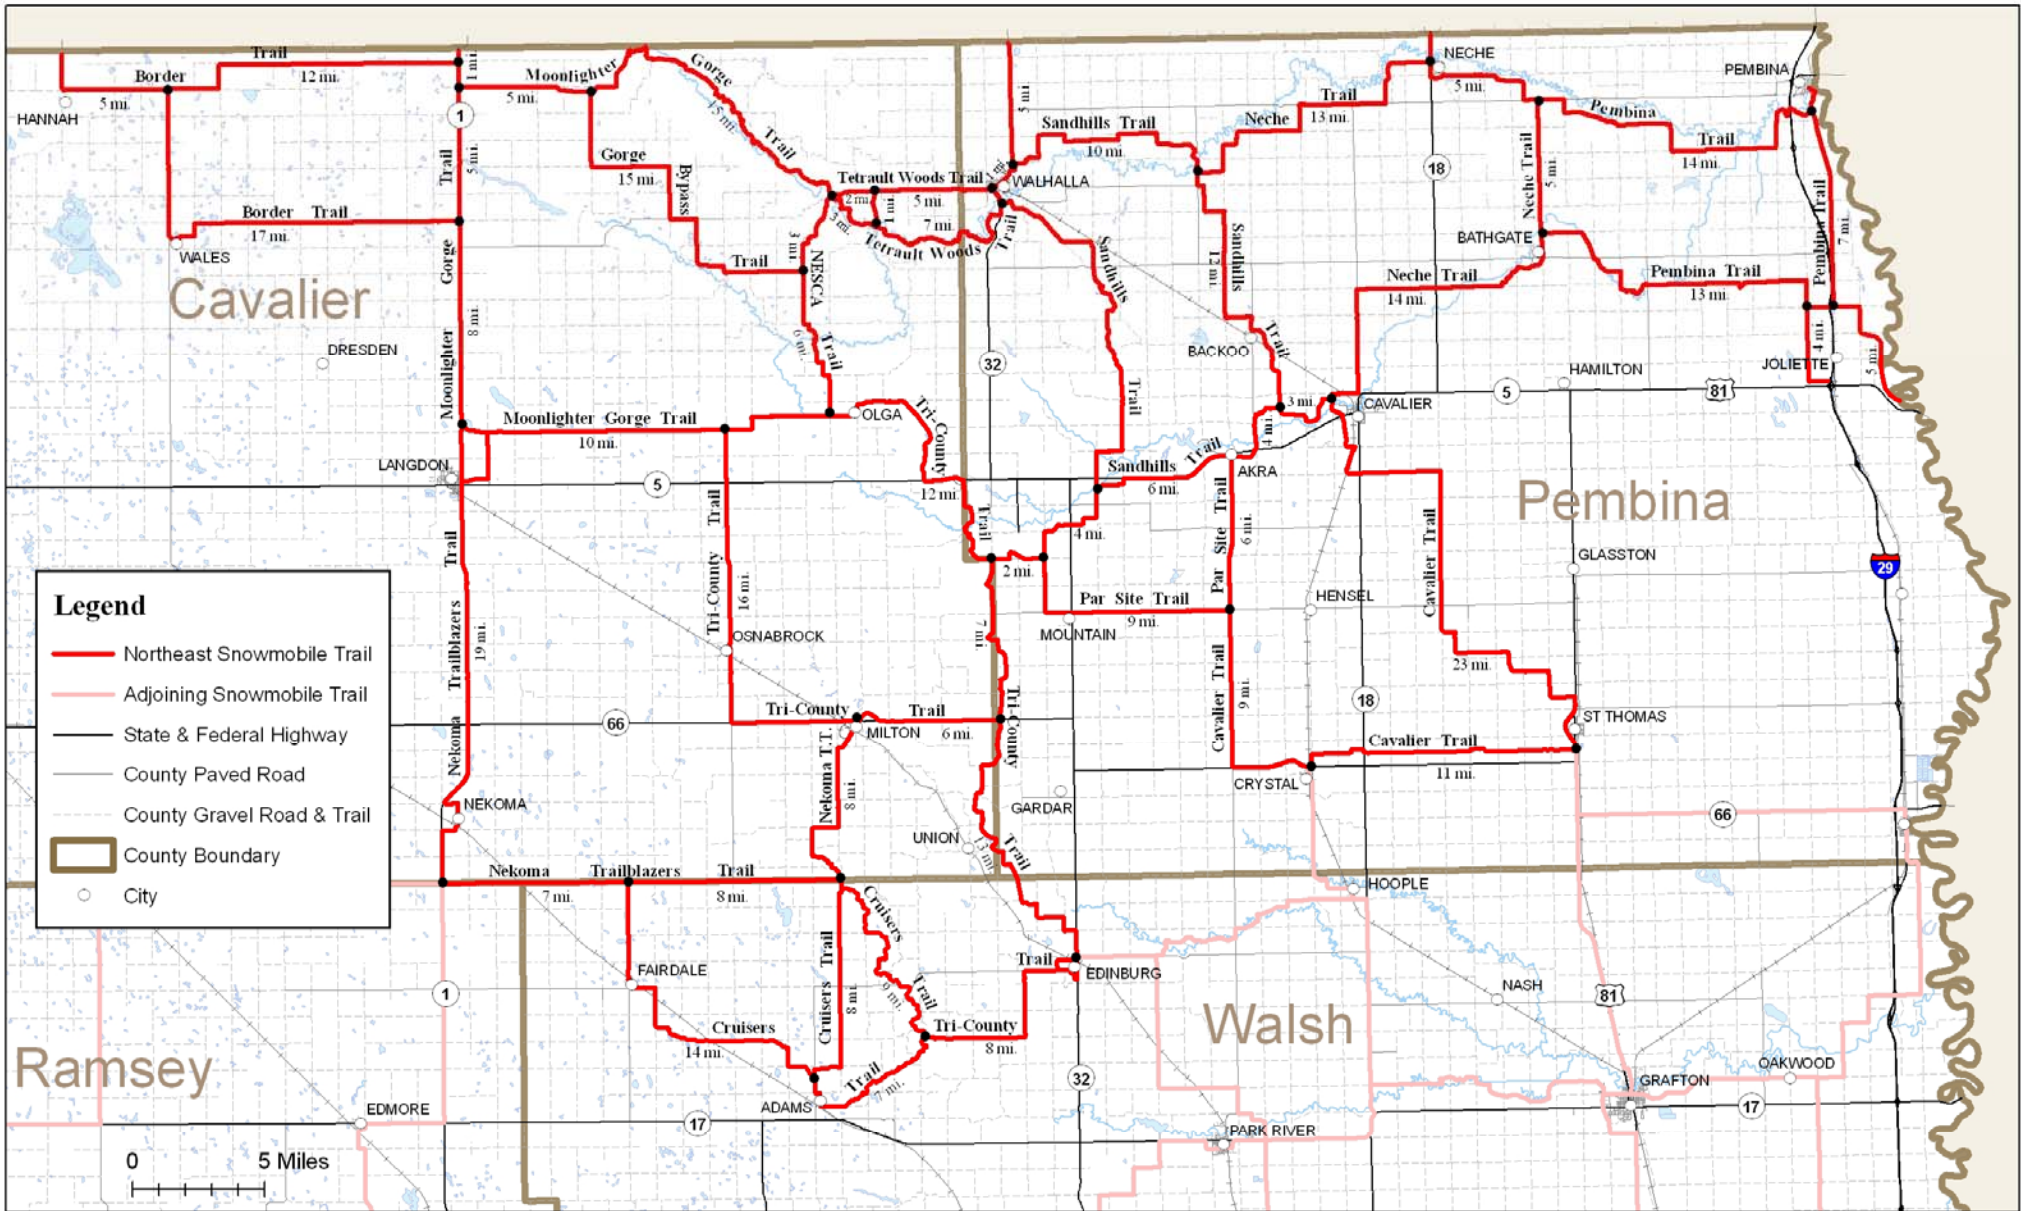 Trail
12 mi.
1 mi.
Border
5 mi.
HANNAH
Moonlighter
5 mi.
Gorge
15 mi.
Trail
1
Trail
5 mi.
Gorge
15 mi.
Bypass
Trail
Border Trail
17 mi.
WALES
Cavalier
DRESDEN
Gorge
8 mi.
Moonlighter
3 mi
NESCA
6 mi.
Trail
Tetrault Woods Trail
2 mi.
5 mi.
1 mi.
3 mi.
7 mi.
Tetrault Woods
Trail
1 mi.
WALHALLA
5 mi.
Sandhills Trail
10 mi.
Neche
Trail
13 mi.
NECHE
5 mi.
PEMBINA
Pembina
Trail
14 mi.
18
Neche Trail
5 mi.
BATHGATE
Pembina Trail
7 mi.
Neche Trail
14 mi.
Pembina Trail
13 mi.
4 mi.
JOLIETTE
5 mi.
Sandhills
12 mi.
Trail
BACKOO
Sandhills
Trail
32
HAMILTON
5
81
CAVALIER
3 mi.
4 mi.
Moonlighter Gorge Trail
10 mi.
OLGA
Tri-County
12 mi.
Trail
LANGDON
5
Sandhills
Trail
6 mi.
AKRA
4 mi.
2 mi.
Pembina
GLASSTON
29
Trail
Trailblazers
19 mi.
Nekoma
Trail
Tri-County
16 mi.
OSNABROCK
7 mi.
Par Site Trail
9 mi.
MOUNTAIN
Par Site Trail
6 mi.
HENSEL
Cavalier Trail
23 mi.
Cavalier Trail
9 mi.
18
ST THOMAS
Cavalier Trail
11 mi.
CRYSTAL
66
Tri-County
Trail
6 mi.
MILTON
Tri-County
Nekoma T.T.
8 mi.
GARDAR
UNION
13 mi.
Trail
66
NEKOMA
Nekoma
Trailblazers
Trail
7 mi.
8 mi.
HOOPLE
Cruisers
9 mi.
Trail
Cruisers Trail
8 mi.
FAIRDALE
Cruisers
14 mi.
Trail
EDINBURG
Tri-County
8 mi.
Trail
7 mi.
ADAMS
Walsh
NASH
81
OAKWOOD
GRAFTON
17
32
PARK RIVER
17
1
Ramsey
EDMORE
Legend
Northeast Snowmobile Trail
Adjoining Snowmobile Trail
State & Federal Highway
County Paved Road
County Gravel Road & Trail
County Boundary
City
0 5 Miles